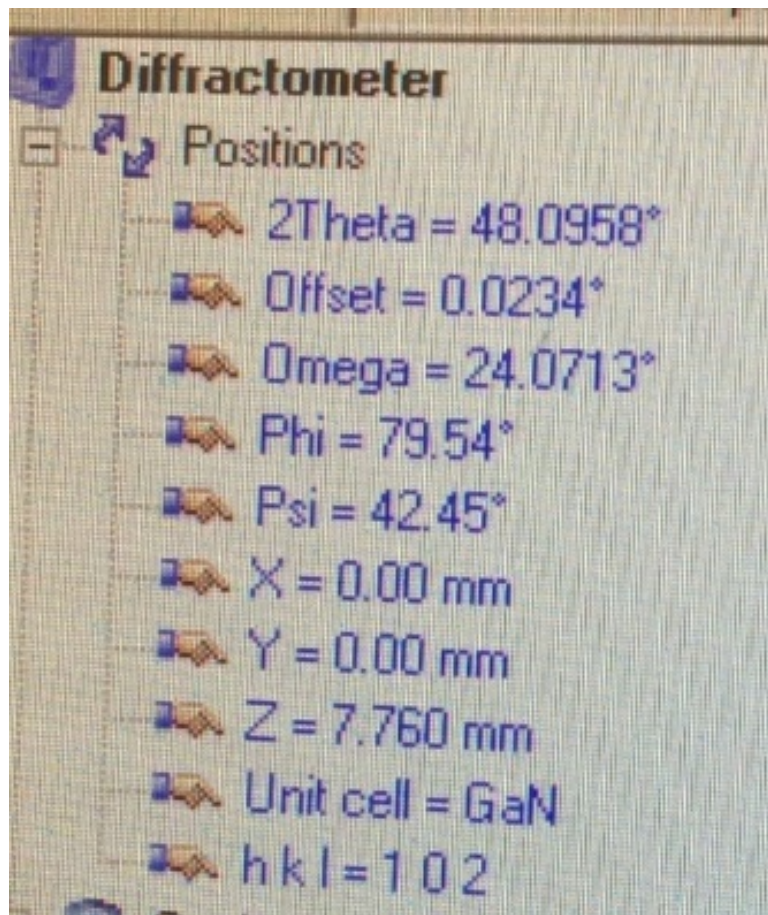 Diffractometer
Positions
2Theta = 48.0958°
Offset = 0.0234°
Omega = 24.0713°
Phi = 79.54°
Psi = 42.45°
X = 0.00 mm
Y = 0.00 mm
Z = 7.760 mm
Unit cell = GaN
h k l = 1 0 2